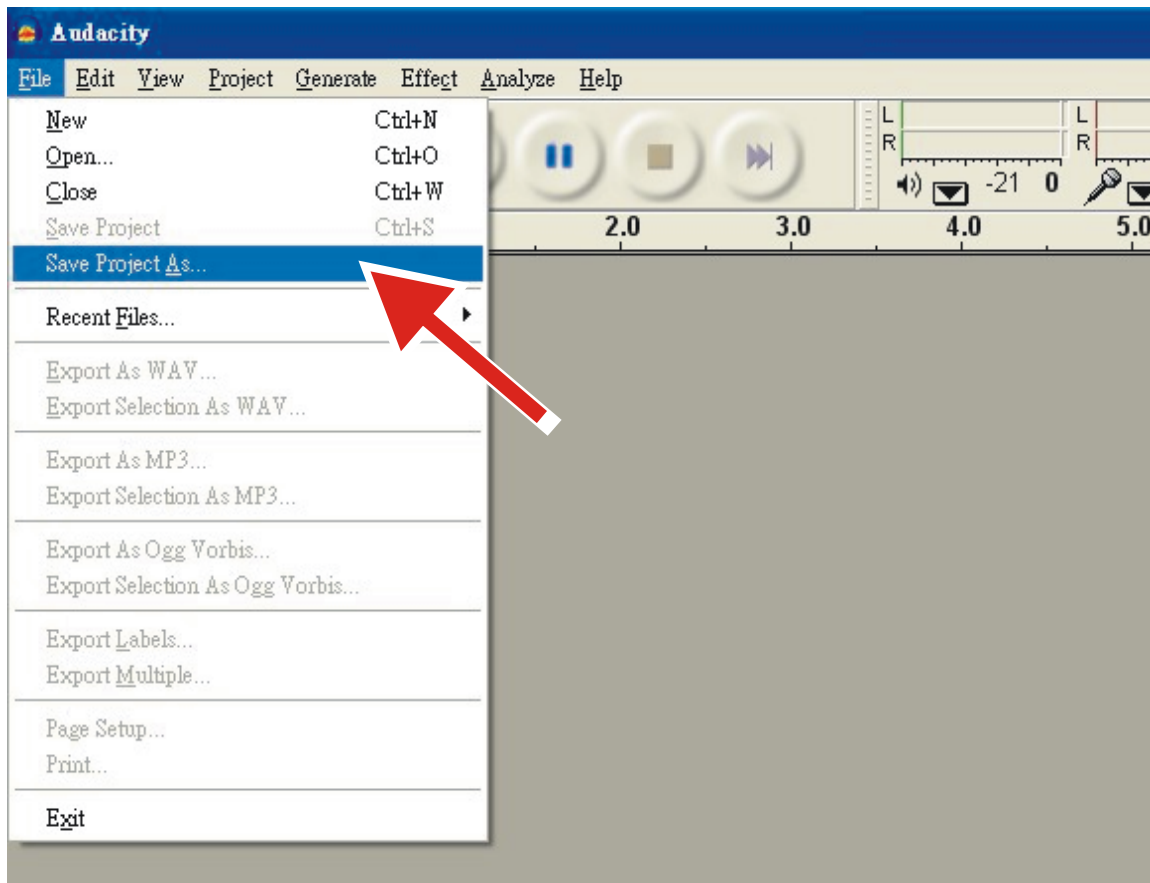 Audacity
File Edit View Project Generate Effect Analyze Help
New Ctrl+N
Open... Ctrl+O
Close Ctrl+W
Save Project Ctrl+S
Save Project As...
Recent Files...
Export As WAV...
Export Selection As WAV...
Export As MP3...
Export Selection As MP3...
Export As Ogg Vorbis...
Export Selection As Ogg Vorbis...
Export Labels...
Export Multiple...
Page Setup...
Print...
Exit
L L
R R
-21 0
2.0 3.0 4.0 5.0